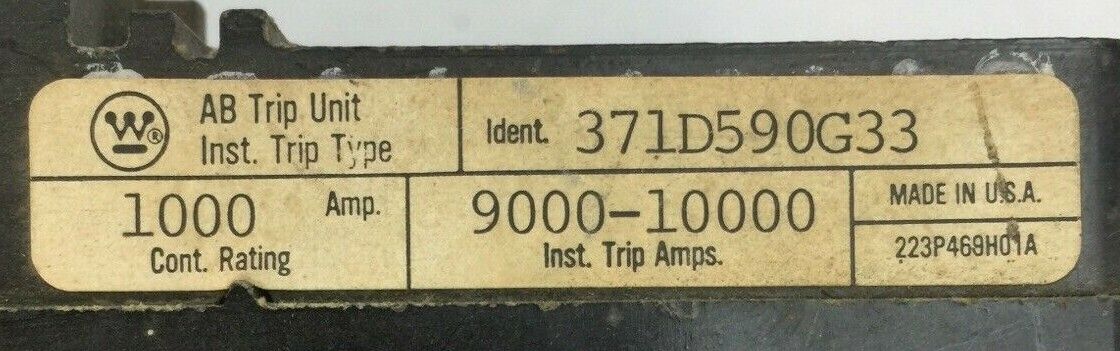 AB Trip Unit
Inst. Trip Type
Ident. 371D590G33
1000 Amp.
Cont. Rating
9000-10000
Inst. Trip Amps.
MADE IN U.S.A.
223P469H01A